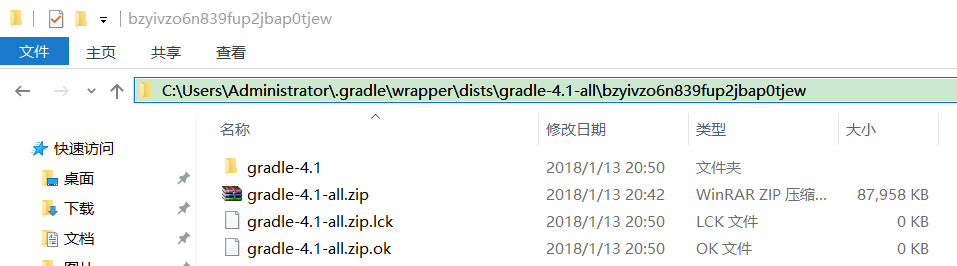 bzyivzo6n839fup2jbap0tjew
文件 主页 共享 查看
C:\Users\Administrator\.gradle\wrapper\dists\gradle-4.1-all\bzyivzo6n839fup2jbap0tjew
名称 修改日期 类型 大小
快速访问
gradle-4.1 2018/1/13 20:50 文件夹
桌面
gradle-4.1-all.zip 2018/1/13 20:42 WinRAR ZIP 压缩... 87,958 KB
下载
gradle-4.1-all.zip.lck 2018/1/13 20:50 LCK 文件 0 KB
文档
gradle-4.1-all.zip.ok 2018/1/13 20:50 OK 文件 0 KB